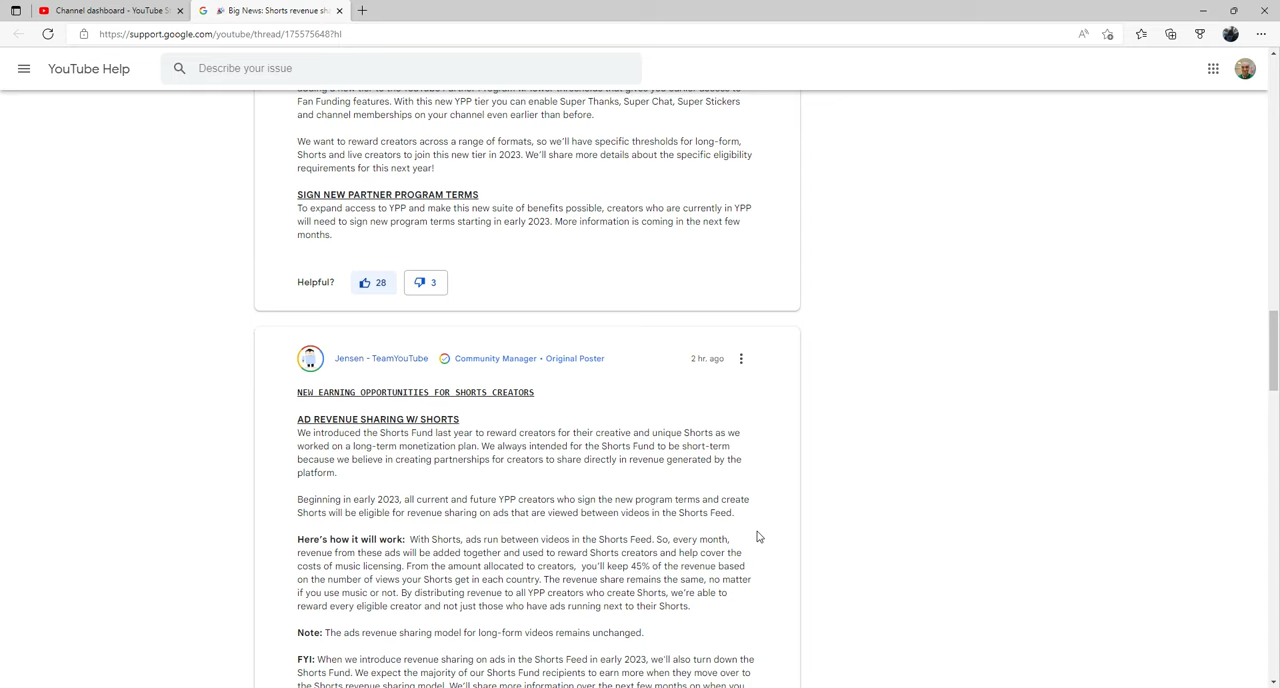 Channel dashboard - YouTube S
Big News: Shorts revenue sh
https://support.google.com/youtube/thread/175575648?hl
YouTube Help
Describe your issue
Fan Funding features. With this new YPP tier you can enable Super Thanks, Super Chat, Super Stickers
and channel memberships on your channel even earlier than before.
We want to reward creators across a range of formats, so we'll have specific thresholds for long-form,
Shorts and live creators to join this new tier in 2023. We'll share more details about the specific eligibility
requirements for this next year!
SIGN NEW PARTNER PROGRAM TERMS
To expand access to YPP and make this new suite of benefits possible, creators who are currently in YPP
will need to sign new program terms starting in early 2023. More information is coming in the next few
months.
Helpful?
28
3
Jensen - TeamYouTube
Community Manager • Original Poster
2 hr. ago
NEW EARNING OPPORTUNITIES FOR SHORTS CREATORS
AD REVENUE SHARING W/ SHORTS
We introduced the Shorts Fund last year to reward creators for their creative and unique Shorts as we
worked on a long-term monetization plan. We always intended for the Shorts Fund to be short-term
because we believe in creating partnerships for creators to share directly in revenue generated by the
platform.
Beginning in early 2023, all current and future YPP creators who sign the new program terms and create
Shorts will be eligible for revenue sharing on ads that are viewed between videos in the Shorts Feed.
Here's how it will work: With Shorts, ads run between videos in the Shorts Feed. So, every month,
revenue from these ads will be added together and used to reward Shorts creators and help cover the
costs of music licensing. From the amount allocated to creators, you'll keep 45% of the revenue based
on the number of views your Shorts get in each country. The revenue share remains the same, no matter
if you use music or not. By distributing revenue to all YPP creators who create Shorts, we're able to
reward every eligible creator and not just those who have ads running next to their Shorts.
Note: The ads revenue sharing model for long-form videos remains unchanged.
FYI: When we introduce revenue sharing on ads in the Shorts Feed in early 2023, we'll also turn down the
Shorts Fund. We expect the majority of our Shorts Fund recipients to earn more when they move over to
the Shorts revenue sharing model. We'll share more information over the next few months on when you